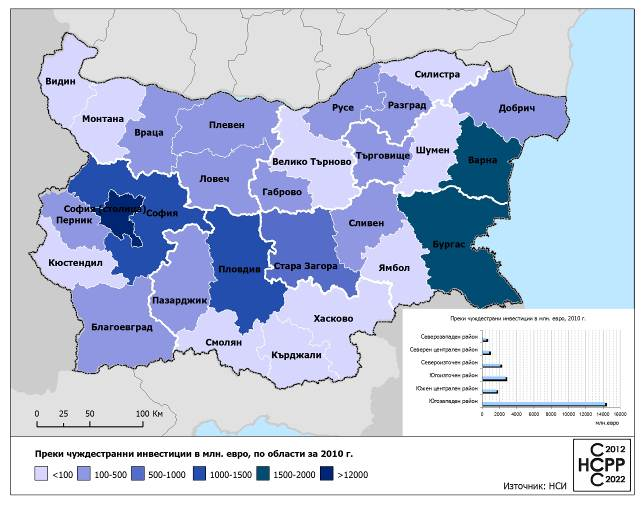 Видин
Монтана
Враца
Плевен
Ловеч
Русе
Разград
Силистра
Добрич
Велико Търново
Търговище
Шумен
Варна
Габрово
София (столица)
София
Перник
Кюстендил
Благоевград
Пазарджик
Пловдив
Стара Загора
Сливен
Ямбол
Бургас
Хасково
Смолян
Кърджали
0 25 50 100 Км
Преки чуждестранни инвестиции в млн. евро, 2010 г.
Северозападен район
Северен централен район
Североизточен район
Югоизточен район
Южен централен район
Югозападен район
0 2000 4000 6000 8000 10000 12000 14000 16000
млн.евро
Преки чуждестранни инвестиции в млн. евро, по области за 2010 г.
<100 100-500 500-1000 1000-1500 1500-2000 >12000
Източник: НСИ
C 2012
HCPP
C 2022